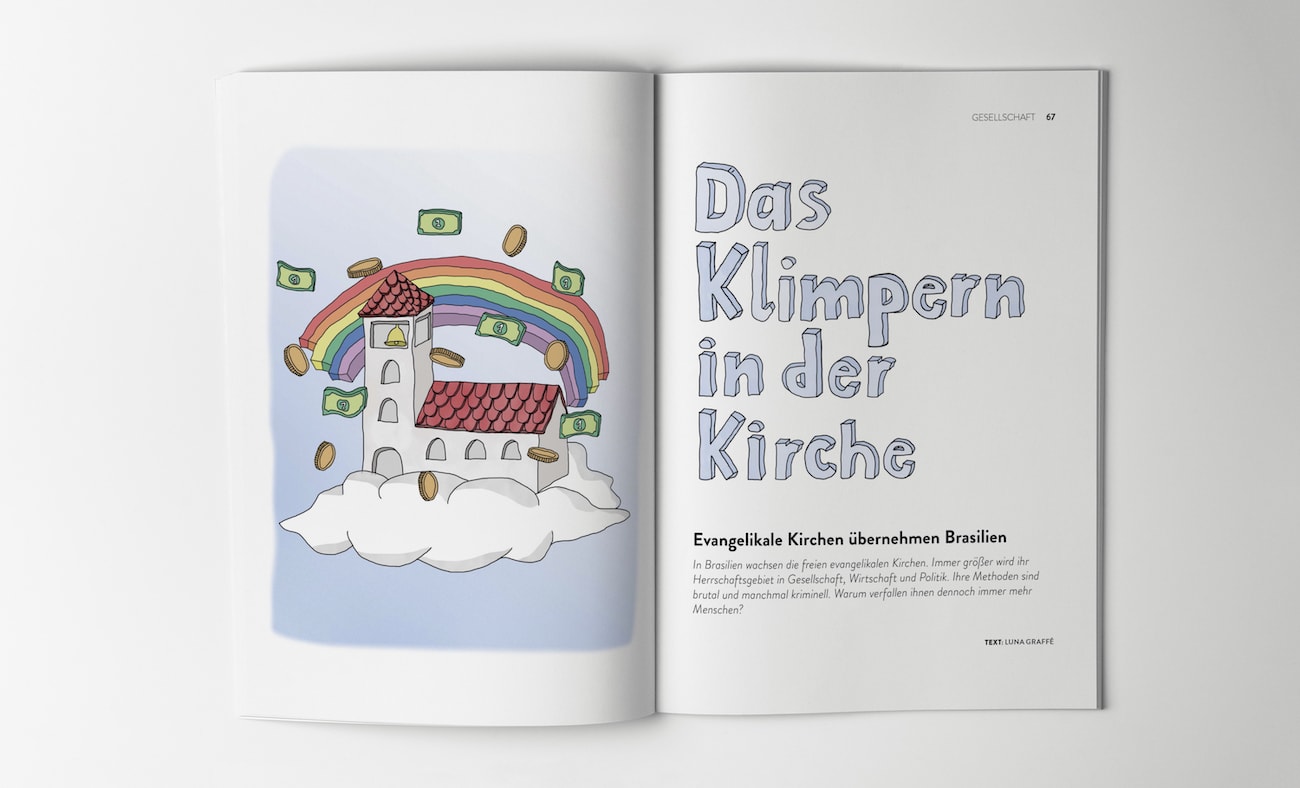 GESELLSCHAFT 67
Das
Klimpern
in der
Kirche
Evangelikale Kirchen übernehmen Brasilien
In Brasilien wachsen die freien evangelikalen Kirchen. Immer größer wird ihr
Herrschaftsgebiet in Gesellschaft, Wirtschaft und Politik. Ihre Methoden sind
brutal und manchmal kriminell. Warum verfallen ihnen dennoch immer mehr
Menschen?
TEXT: LUNA GRAFFÉ